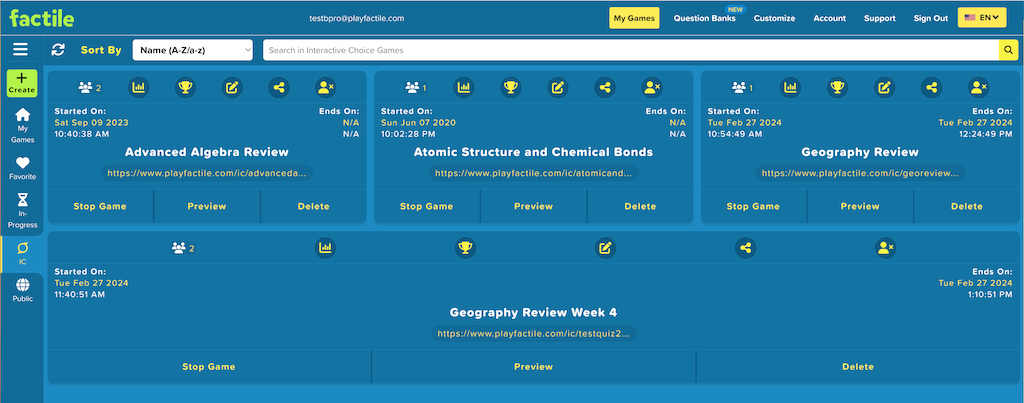 factile
testbpro@playfactile.com
My Games
Question Banks
NEW
Customize
Account
Support
Sign Out
EN
Sort By
Name (A-Z/a-z)
Search in Interactive Choice Games
Create
My
Games
Favorite
In-
Progress
IC
Public
2
Started On:
Ends On:
Sat Sep 09 2023
N/A
10:40:38 AM
N/A
Advanced Algebra Review
https://www.playfactile.com/ic/advanceda...
Stop Game
Preview
Delete
1
Started On:
Ends On:
Sun Jun 07 2020
N/A
10:02:28 PM
N/A
Atomic Structure and Chemical Bonds
https://www.playfactile.com/ic/atomicand...
Stop Game
Preview
Delete
1
Started On:
Ends On:
Tue Feb 27 2024
Tue Feb 27 2024
10:54:49 AM
12:24:49 PM
Geography Review
https://www.playfactile.com/ic/georeview...
Stop Game
Preview
Delete
2
Started On:
Ends On:
Tue Feb 27 2024
Tue Feb 27 2024
11:40:51 AM
1:10:51 PM
Geography Review Week 4
https://www.playfactile.com/ic/testquiz2...
Stop Game
Preview
Delete